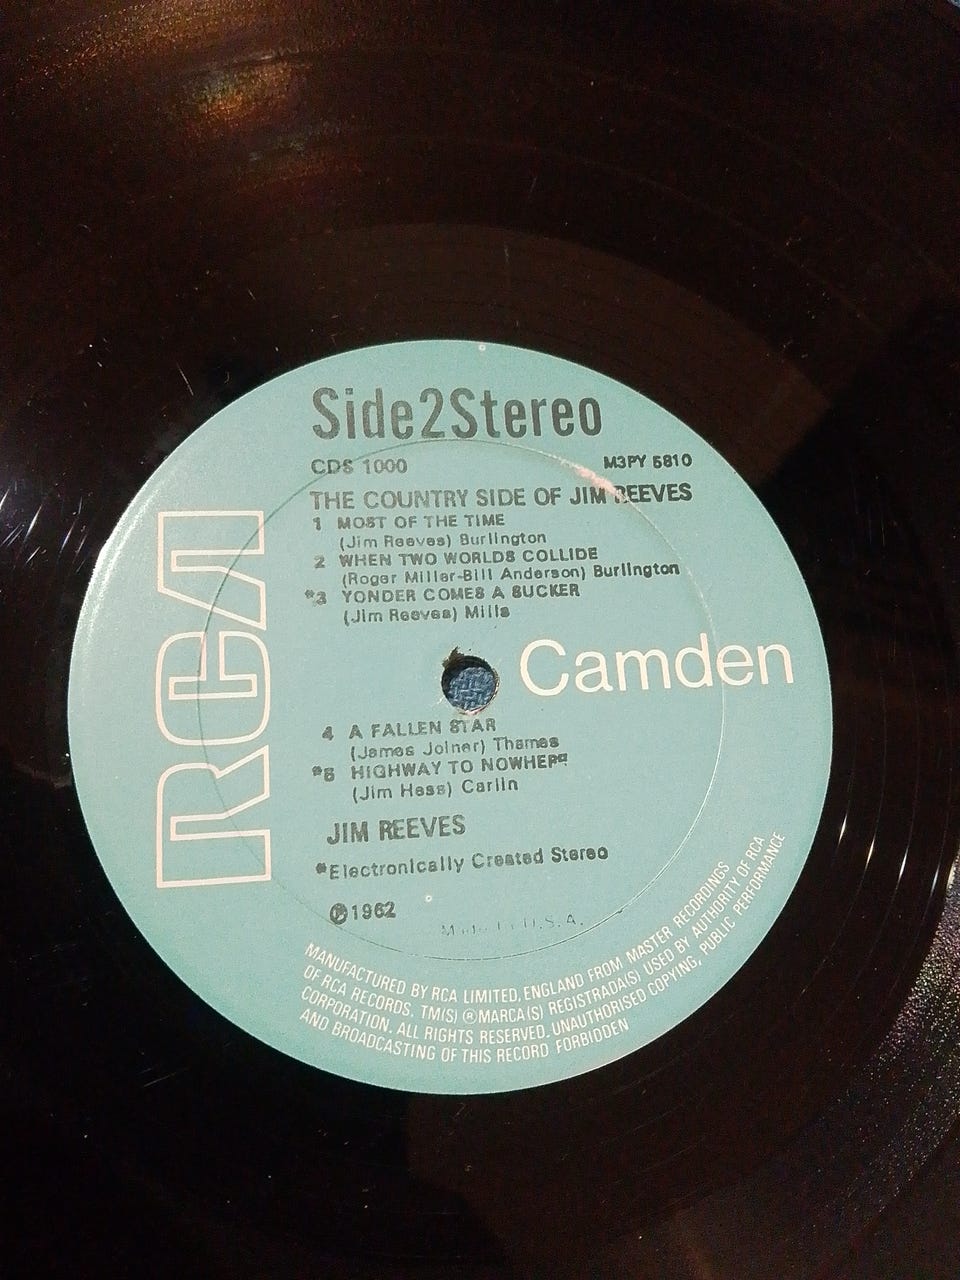 Side2Stereo
CDS 1000 M3PY 5810
THE COUNTRY SIDE OF JIM REEVES
1 MOST OF THE TIME
(Jim Reeves) Burlington
2 WHEN TWO WORLDS COLLIDE
(Roger Miller-Bill Anderson) Burlington
*3 YONDER COMES A SUCKER
(Jim Reeves) Mills
RCA
Camden
4 A FALLEN STAR
(James Joiner) Thames
*5 HIGHWAY TO NOWHERE
(Jim Hess) Carlin
JIM REEVES
*Electronically Created Stereo
℗1962
Made in U.S.A.
MANUFACTURED BY RCA LIMITED, ENGLAND FROM MASTER RECORDINGS
OF RCA RECORDS. TM(S) ® MARCA(S) REGISTRADA(S) USED BY AUTHORITY OF RCA
CORPORATION. ALL RIGHTS RESERVED. UNAUTHORISED COPYING, PUBLIC PERFORMANCE
AND BROADCASTING OF THIS RECORD FORBIDDEN